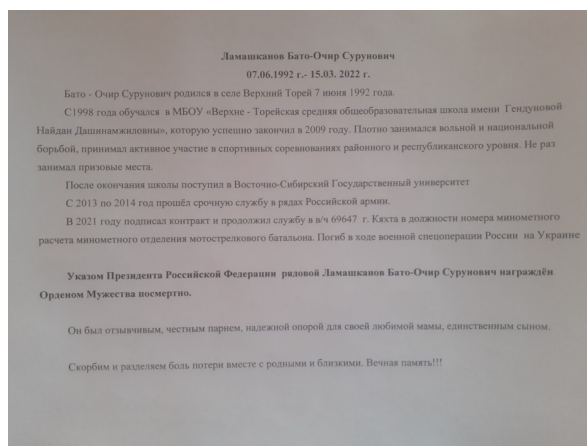 Ламашканов Бато-Очир Сурунович
07.06.1992 г.- 15.03. 2022 г.
Бато - Очир Сурунович родился в селе Верхний Торей 7 июня 1992 года.
С1998 года обучался в МБОУ «Верхне - Торейская средняя общеобразовательная школа имени Гендуновой
Найдан Дашинамжиловны», которую успешно закончил в 2009 году. Плотно занимался вольной и национальной
борьбой, принимал активное участие в спортивных соревнованиях районного и республиканского уровня. Не раз
занимал призовые места.
После окончания школы поступил в Восточно-Сибирский Государственный университет
С 2013 по 2014 год прошёл срочную службу в рядах Российской армии.
В 2021 году подписал контракт и продолжил службу в в/ч 69647 г. Кяхта в должности номера минометного
расчета минометного отделения мотострелкового батальона. Погиб в ходе военной спецоперации России на Украине
Указом Президента Российской Федерации рядовой Ламашканов Бато-Очир Сурунович награждён
Орденом Мужества посмертно.
Он был отзывчивым, честным парнем, надежной опорой для своей любимой мамы, единственным сыном.
Скорбим и разделяем боль потери вместе с родными и близкими. Вечная память!!!